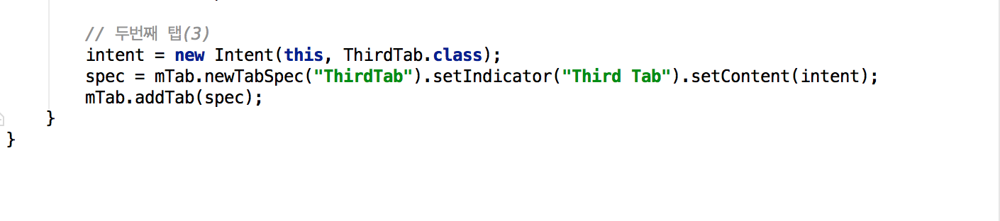 // 두번째 탭(3)
intent = new Intent(this, ThirdTab.class);
spec = mTab.newTabSpec("ThirdTab").setIndicator("Third Tab").setContent(intent);
mTab.addTab(spec);
}
}